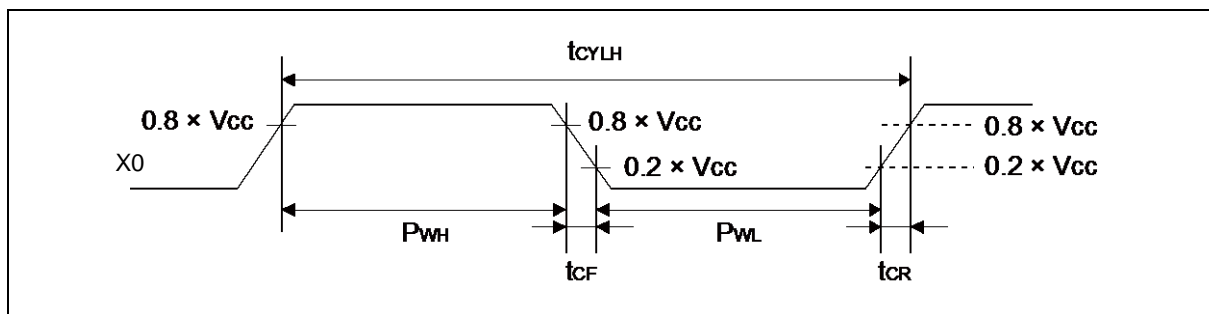 tCYLH
0.8 × VCC
0.8 × VCC
0.8 × VCC
X0
0.2 × VCC
0.2 × VCC
PWH
PWL
tCF
tCR